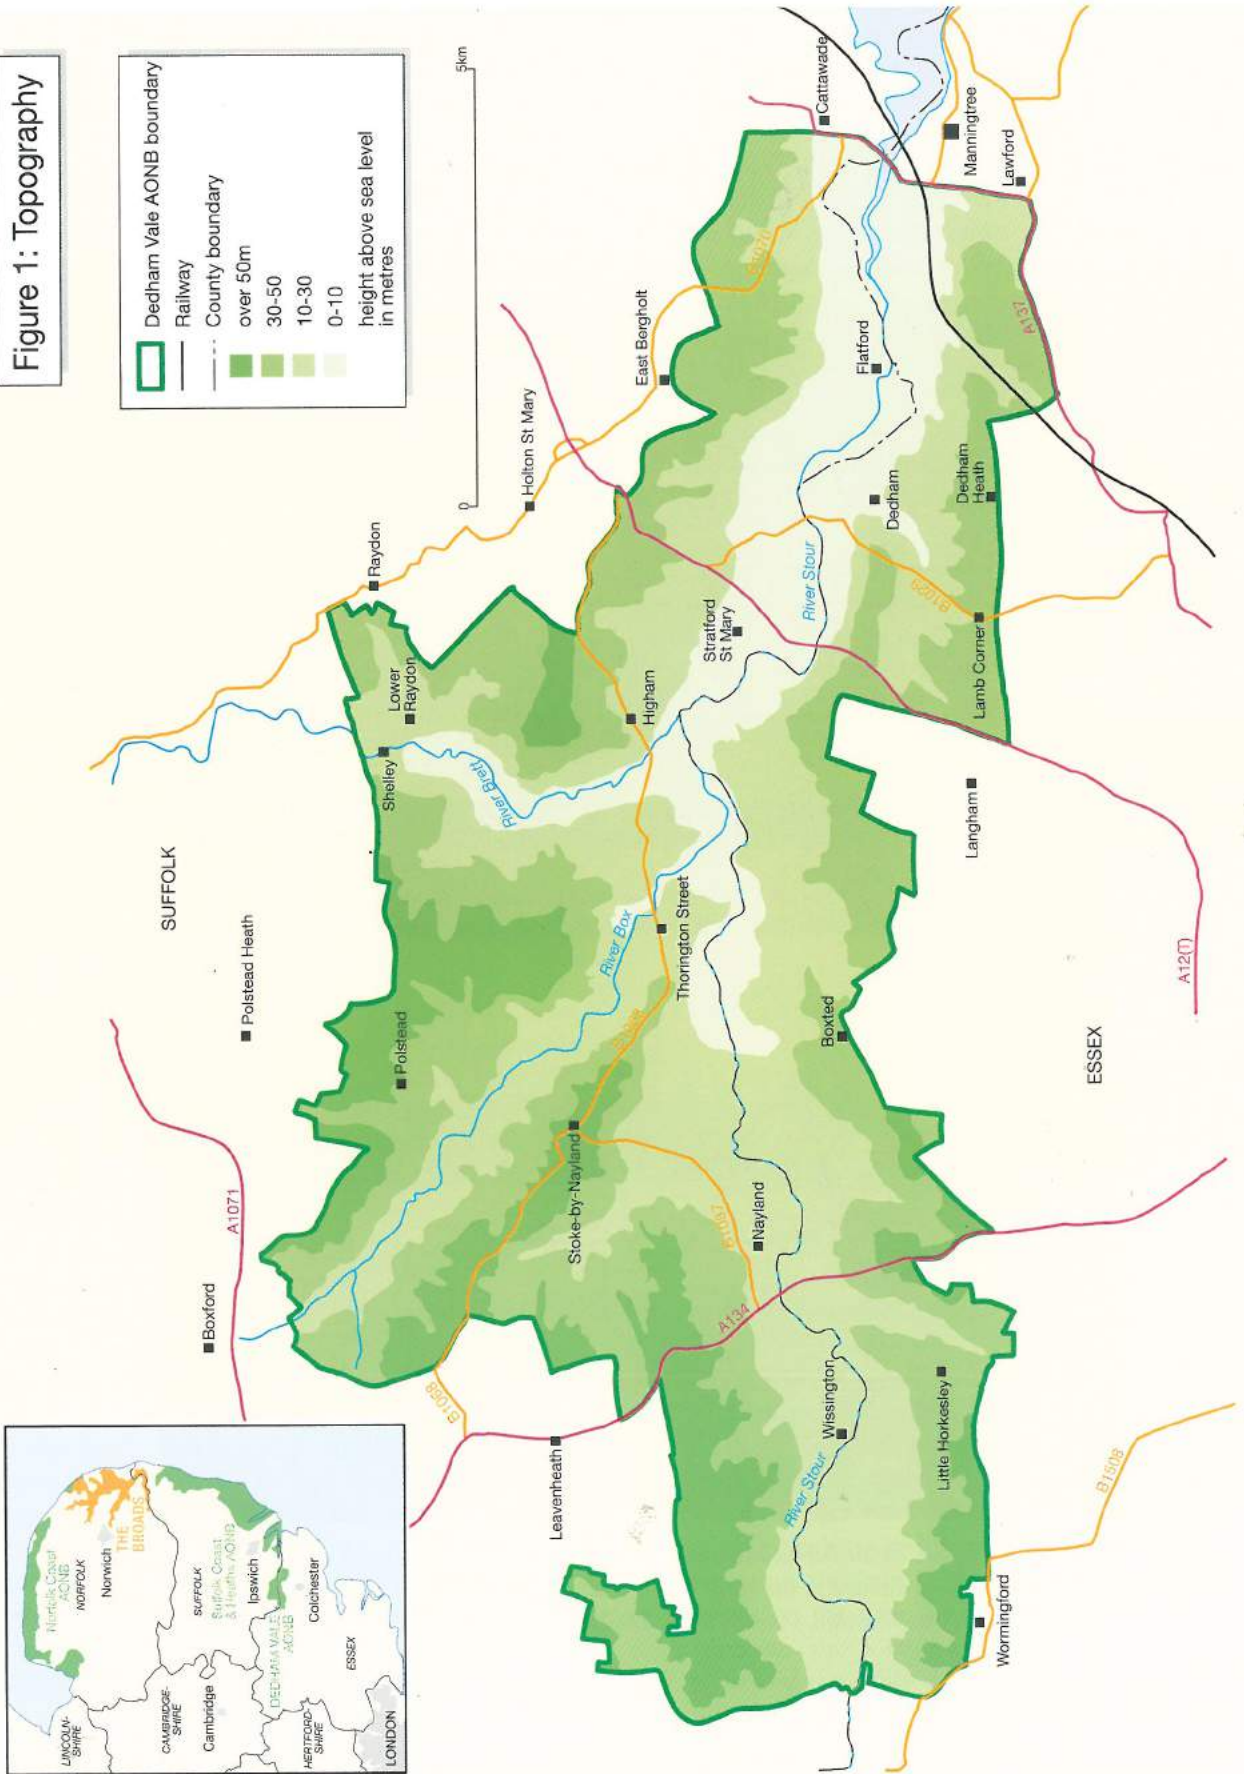 Figure 1: Topography
Dedham Vale AONB boundary
Railway
County boundary
over 50m
30-50
10-30
0-10
height above sea level
in metres
0
5km
LINCOLN-
SHIRE
Norfolk Coast
AONB
NORFOLK
Norwich
THE
BROADS
CAMBRIDGE-
SHIRE
Cambridge
SUFFOLK
Suffolk Coast
& Heaths AONB
Ipswich
DEDHAM VALE
AONB
Colchester
HERTFORD-
SHIRE
ESSEX
LONDON
SUFFOLK
Boxford
A1071
Polstead Heath
Raydon
Holton St Mary
East Bergholt
B1070
Cattawade
Manningtree
Lawford
Shelley
Lower
Raydon
River Brett
Polstead
B1068
Leavenheath
Stoke-by-Nayland
River Box
B1068
Thorington Street
Higham
Stratford
St Mary
River Stour
Flatford
Dedham
Dedham
Heath
A137
B1029
Lamb Corner
Langham
A12(T)
Boxted
B1087
Nayland
A134
Wissington
River Stour
Little Horkesley
Wormingford
B1508
ESSEX